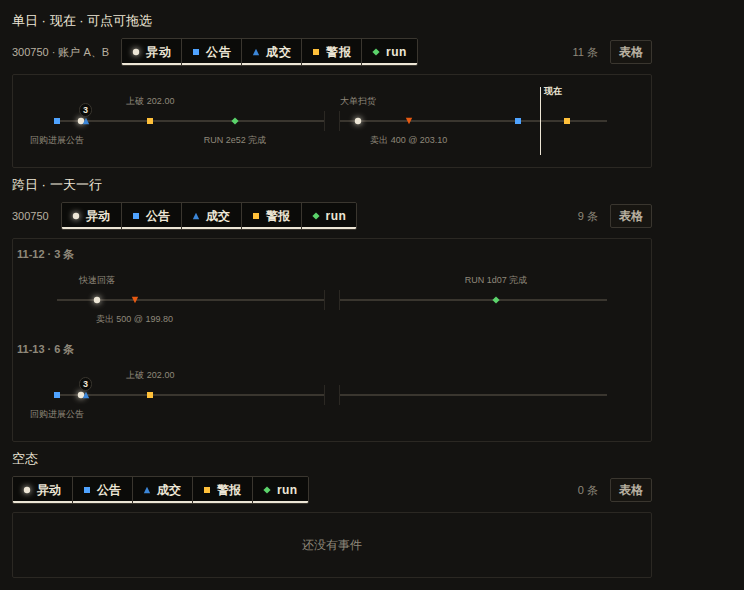 单日 · 现在 · 可点可拖选
300750 · 账户 A、B 异动 公告 成交 警报 run 11 条 表格
现在
上破 202.00 大单扫货
3
回购进展公告 RUN 2e52 完成 卖出 400 @ 203.10
跨日 · 一天一行
300750 异动 公告 成交 警报 run 9 条 表格
11-12 · 3 条
快速回落 RUN 1d07 完成
卖出 500 @ 199.80
11-13 · 6 条
上破 202.00
3
回购进展公告
空态
异动 公告 成交 警报 run 0 条 表格
还没有事件